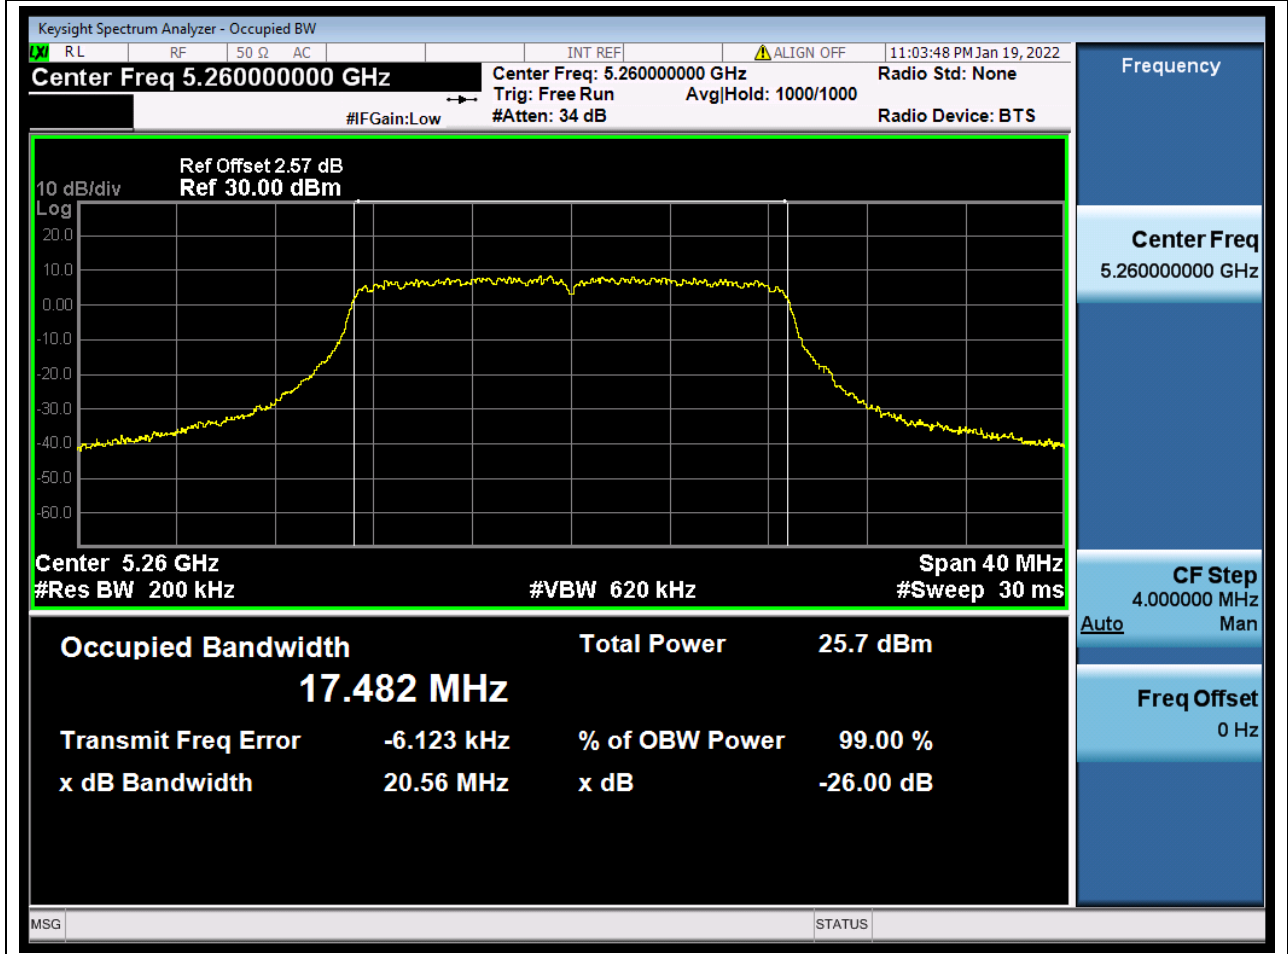 Keysight Spectrum Analyzer - Occupied BW
LXI RL RF 50 Ω AC INT REF ALIGN OFF 11:03:48 PM Jan 19, 2022
Center Freq 5.260000000 GHz
Center Freq: 5.260000000 GHz
Radio Std: None
Trig: Free Run Avg|Hold: 1000/1000
#IFGain:Low
#Atten: 34 dB
Radio Device: BTS
Ref Offset 2.57 dB
10 dB/div Ref 30.00 dBm
Log
20.0
10.0
0.00
-10.0
-20.0
-30.0
-40.0
-50.0
-60.0
Center 5.26 GHz Span 40 MHz
#Res BW 200 kHz #VBW 620 kHz #Sweep 30 ms
Occupied Bandwidth Total Power 25.7 dBm
17.482 MHz
Transmit Freq Error -6.123 kHz % of OBW Power 99.00 %
x dB Bandwidth 20.56 MHz x dB -26.00 dB
MSG STATUS
Frequency
Center Freq
5.260000000 GHz
CF Step
4.000000 MHz
Auto Man
Freq Offset
0 Hz